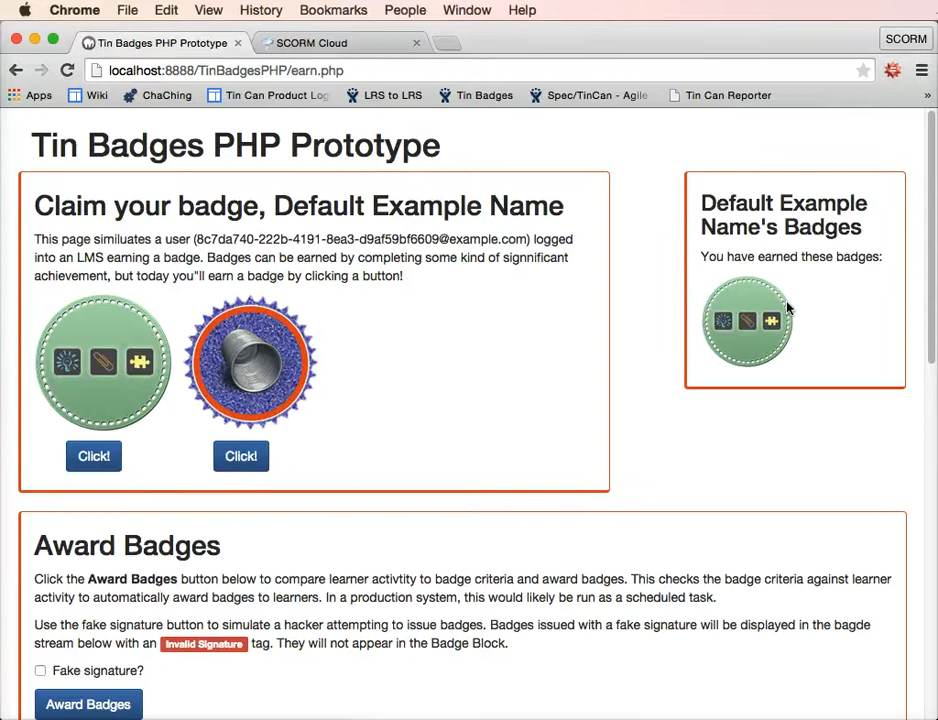 Chrome File Edit View History Bookmarks People Window Help
Tin Badges PHP Prototype × SCORM Cloud × SCORM
localhost:8888/TinBadgesPHP/earn.php
Apps Wiki ChaChing Tin Can Product Log LRS to LRS Tin Badges Spec/TinCan - Agile Tin Can Reporter »
Tin Badges PHP Prototype
Claim your badge, Default Example Name
This page similuates a user (8c7da740-222b-4191-8ea3-d9af59bf6609@example.com) logged
into an LMS earning a badge. Badges can be earned by completing some kind of signnificant
achievement, but today you"ll earn a badge by clicking a button!
Click! Click!
Default Example
Name's Badges
You have earned these badges:
Award Badges
Click the Award Badges button below to compare learner activtity to badge criteria and award badges. This checks the badge criteria against learner
activity to automatically award badges to learners. In a production system, this would likely be run as a scheduled task.
Use the fake signature button to simulate a hacker attempting to issue badges. Badges issued with a fake signature will be displayed in the bagde
stream below with an Invalid Signature tag. They will not appear in the Badge Block.
Fake signature?
Award Badges